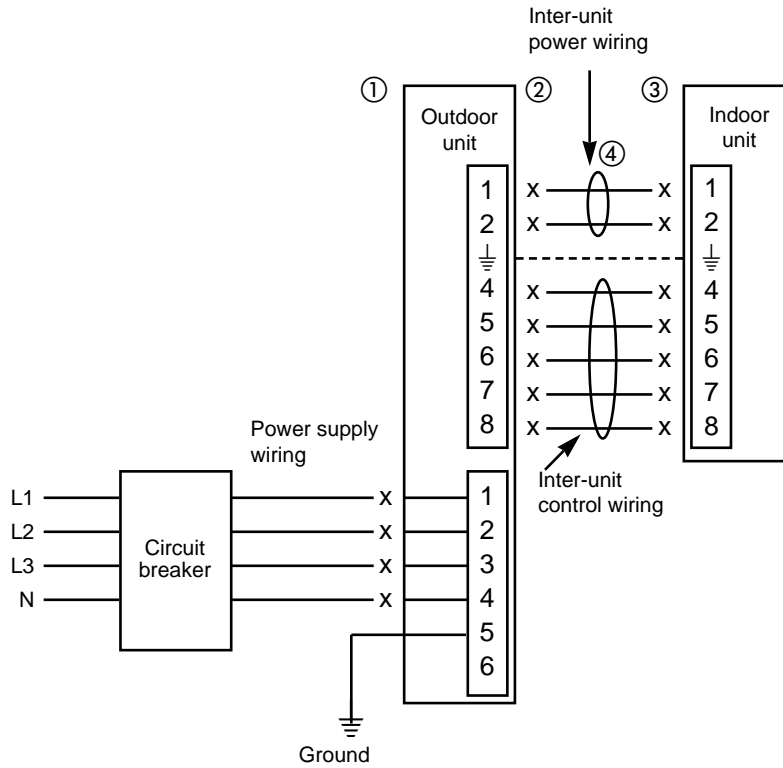 Inter-unit
power wiring
① ② ③
Outdoor
unit
Indoor
unit
④
1 x x 1
2 x x 2
4 x x 4
5 x x 5
6 x x 6
7 x x 7
8 x x 8
Power supply
wiring
Inter-unit
control wiring
L1 x 1
L2 x 2
L3 x 3
N x 4
Circuit
breaker
5
6
Ground